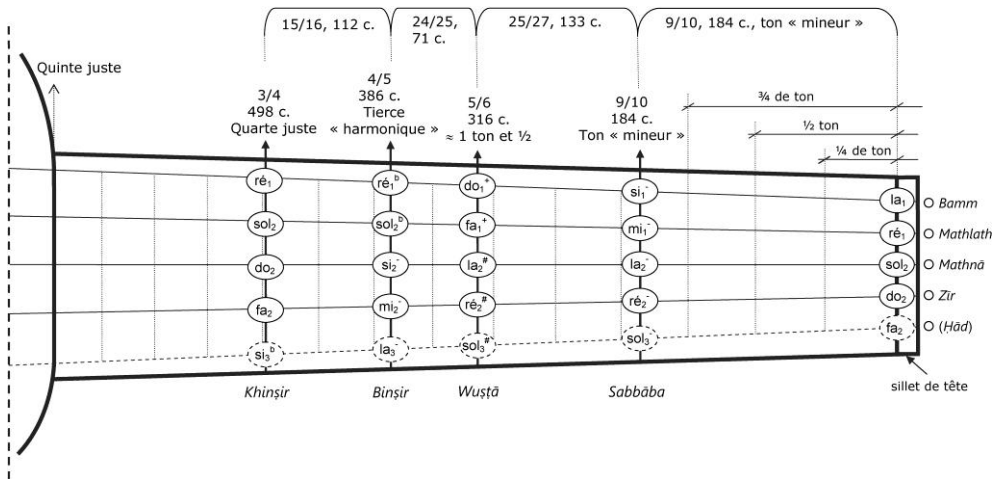 15/16, 112 c.
24/25,
71 c.
25/27, 133 c.
9/10, 184 c., ton « mineur »
Quinte juste
3/4
498 c.
Quarte juste
4/5
386 c.
Tierce
« harmonique »
5/6
316 c.
≈ 1 ton et ½
9/10
184 c.
Ton « mineur »
¾ de ton
½ ton
¼ de ton
ré₁ ré₁ᵇ do₁⁺ si₁⁻ la₁ Bamm
sol₂ sol₂ᵇ fa₁⁺ mi₁⁻ ré₁ Mathlath
do₂ si₂⁻ la₂# la₂⁻ sol₂ Mathnā
fa₂ mi₂⁻ ré₂# ré₂⁻ do₂ Zīr
si₃ᵇ la₃ sol₃# sol₃ fa₂ (Ḥād)
Khinṣir Binṣir Wusṭā Sabbāba
sillet de tête